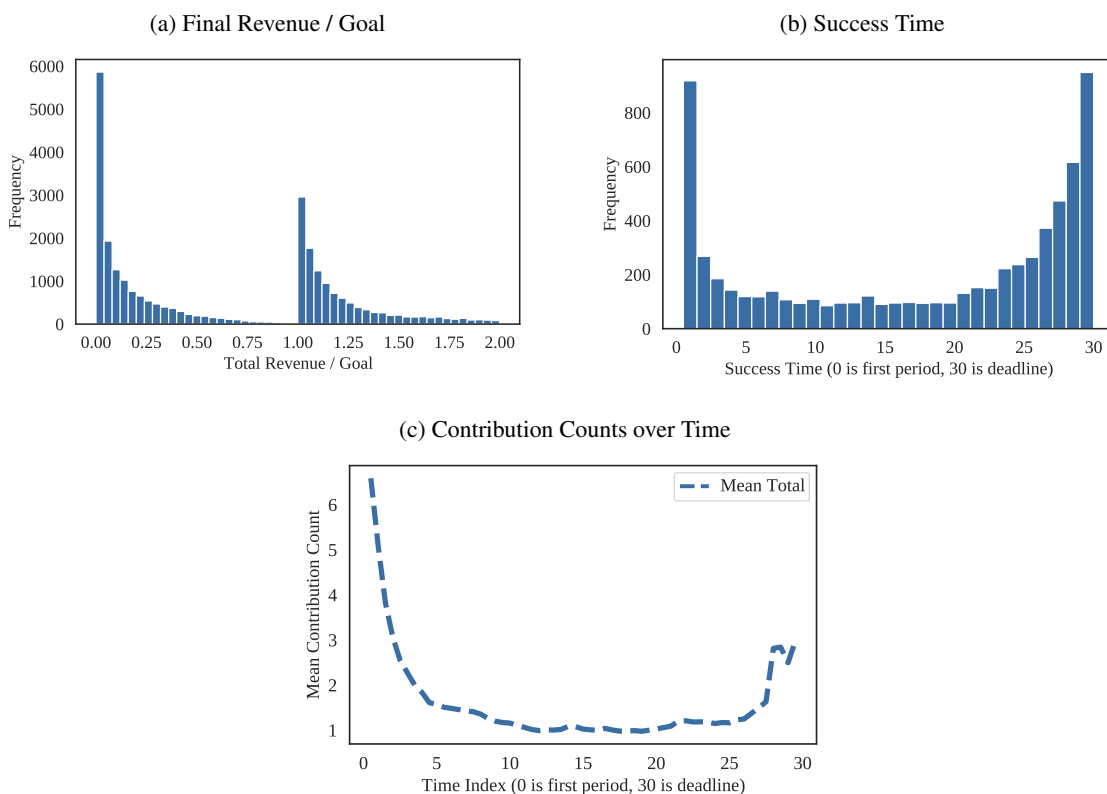 (a) Final Revenue / Goal
6000
5000
4000
3000
2000
1000
0
Frequency
0.00 0.25 0.50 0.75 1.00 1.25 1.50 1.75 2.00
Total Revenue / Goal
(b) Success Time
800
600
400
200
0
Frequency
0 5 10 15 20 25 30
Success Time (0 is first period, 30 is deadline)
(c) Contribution Counts over Time
Mean Total
6
5
4
3
2
1
Mean Contribution Count
0 5 10 15 20 25 30
Time Index (0 is first period, 30 is deadline)